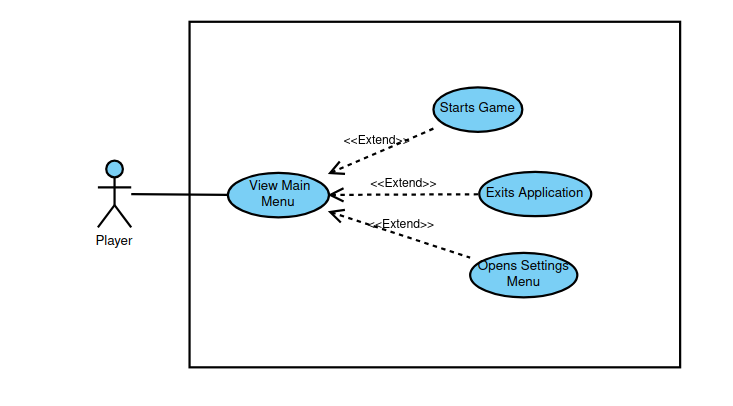 Starts Game
<<Extend>>
<<Extend>>
View Main
Menu
Exits Application
<<Extend>>
Player
Opens Settings
Menu